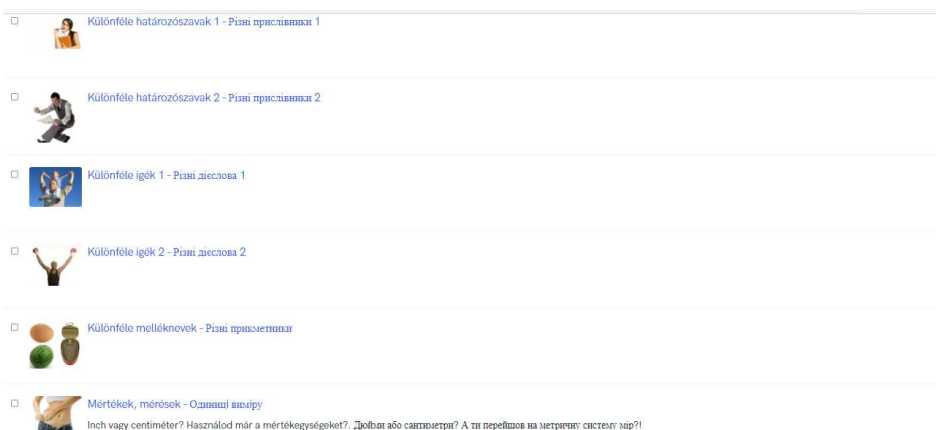 Különféle határozószavak 1 - Різні прислівники 1
Különféle határozószavak 2 - Різні прислівники 2
Különféle igék 1 - Різні дієслова 1
Különféle igék 2 - Різні дієслова 2
Különféle melléknevek - Різні прикметники
Mértékek, mérések - Одиниці виміру
Inch vagy centiméter? Használod már a mértékegységeket?. Дюйми або сантиметри? А ти перейшов на метричну систему мір?!